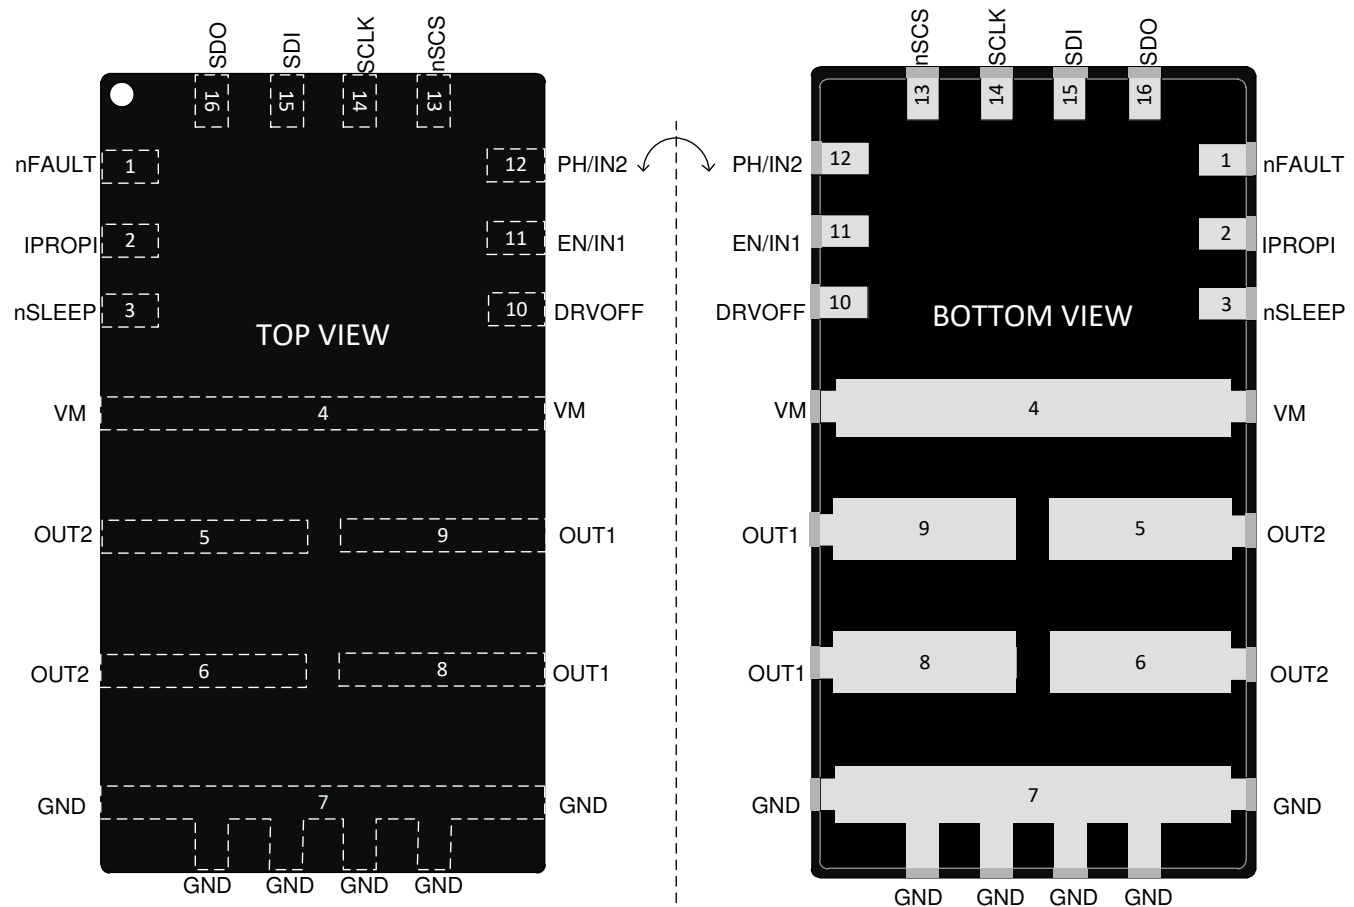 SDO SDI SCLK nSCS
16 15 14 13
nFAULT 1 12 PH/IN2
IPROPI 2 11 EN/IN1
nSLEEP 3 10 DRVOFF
TOP VIEW
VM 4 VM
OUT2 5 9 OUT1
OUT2 6 8 OUT1
GND 7 GND
GND GND GND GND
nSCS SCLK SDI SDO
13 14 15 16
PH/IN2 12 1 nFAULT
EN/IN1 11 2 IPROPI
DRVOFF 10 3 nSLEEP
BOTTOM VIEW
VM 4 VM
OUT1 9 5 OUT2
OUT1 8 6 OUT2
GND 7 GND
GND GND GND GND